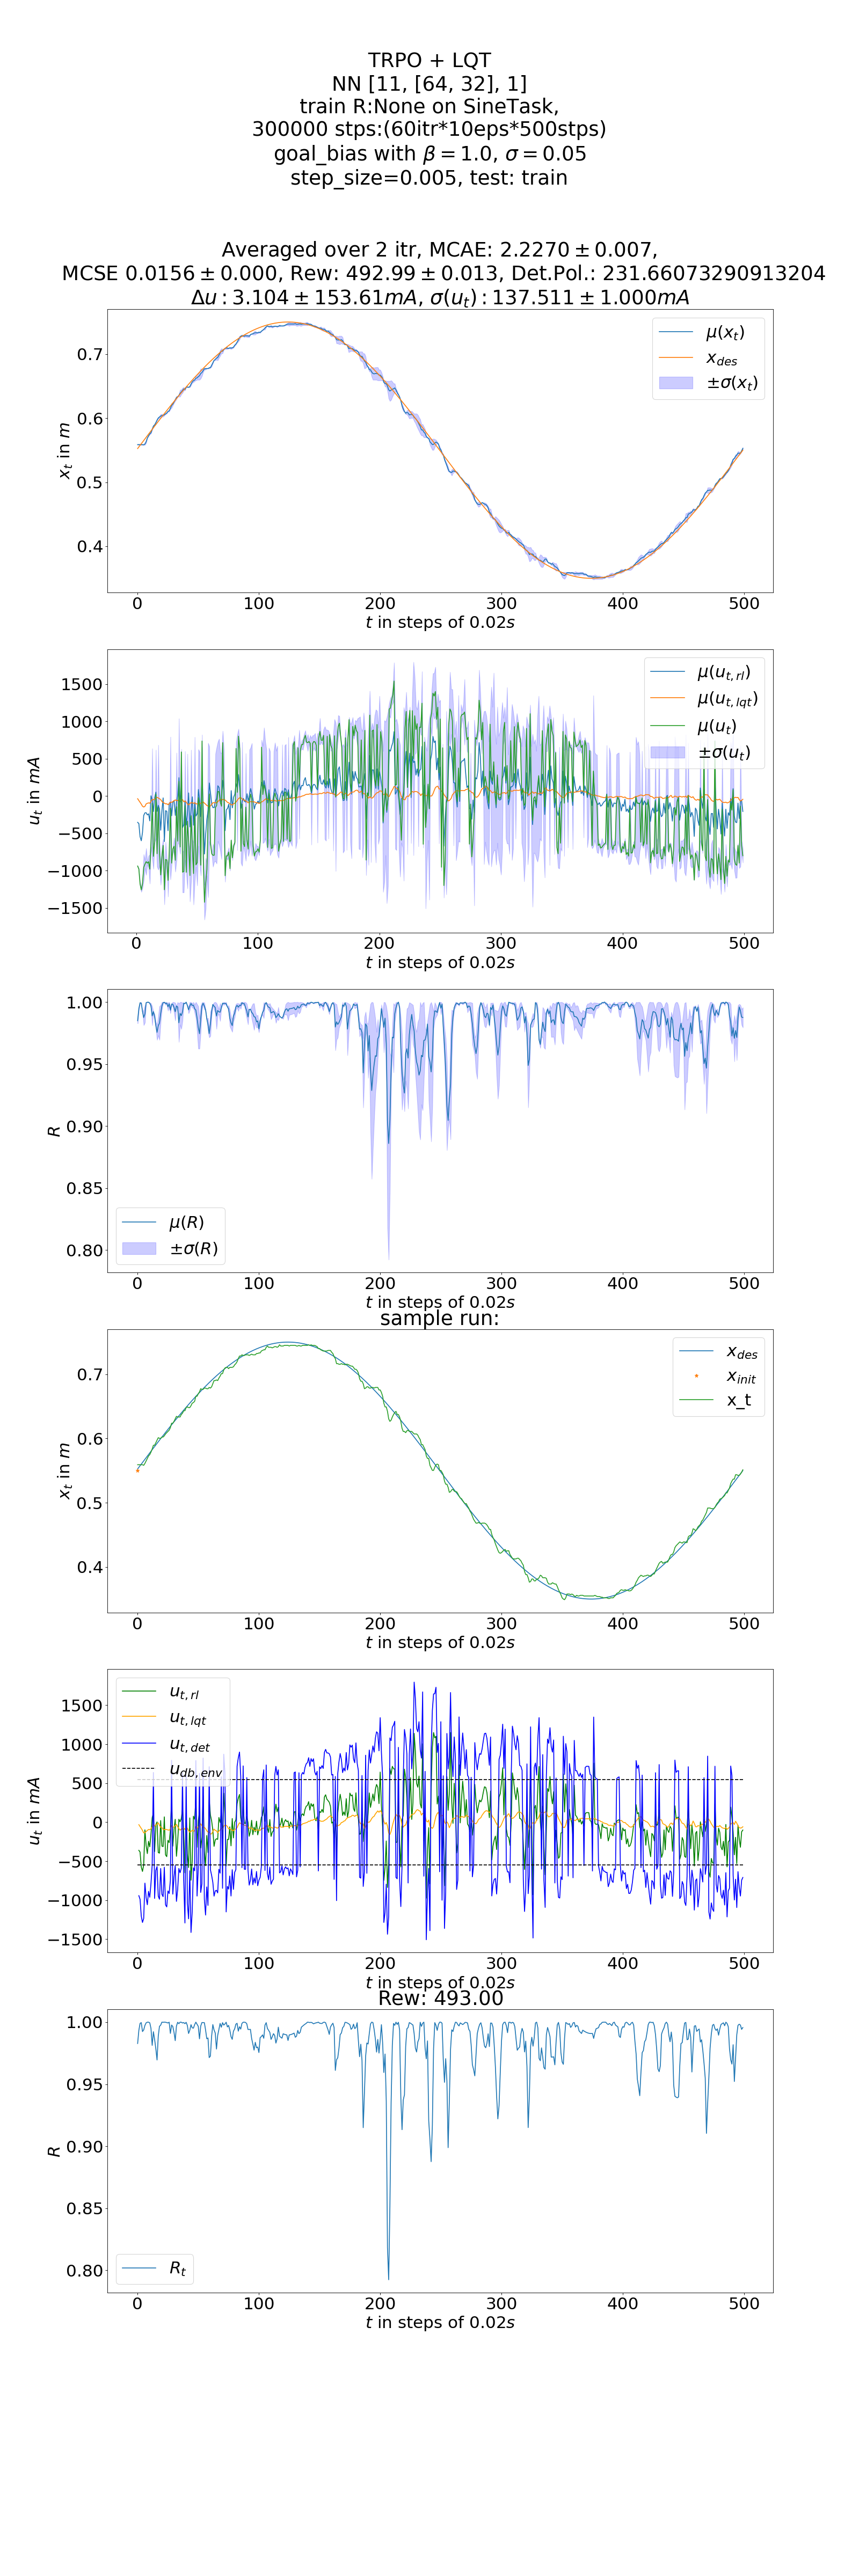 TRPO + LQT
NN [11, [64, 32], 1]
train R:None on SineTask,
300000 stps:(60itr*10eps*500stps)
goal_bias with β = 1.0, σ = 0.05
step_size=0.005, test: train
Averaged over 2 itr, MCAE: 2.2270 ± 0.007,
MCSE 0.0156 ± 0.000, Rew: 492.99 ± 0.013, Det.Pol.: 231.66073290913204
Δu : 3.104 ± 153.61mA, σ(u_t) : 137.511 ± 1.000mA
μ(x_t)
x_des
±σ(x_t)
0.7
0.6
0.5
0.4
x_t in m
0 100 200 300 400 500
t in steps of 0.02s
μ(u_t,rl)
μ(u_t,lqt)
μ(u_t)
±σ(u_t)
1500
1000
500
0
−500
−1000
−1500
u_t in mA
0 100 200 300 400 500
t in steps of 0.02s
1.00
0.95
0.90
0.85
0.80
R
μ(R)
±σ(R)
0 100 200 300 400 500
t in steps of 0.02s
sample run:
x_des
x_init
x_t
0.7
0.6
0.5
0.4
x_t in m
0 100 200 300 400 500
t in steps of 0.02s
u_t,rl
u_t,lqt
u_t,det
u_db,env
1500
1000
500
0
−500
−1000
−1500
u_t in mA
0 100 200 300 400 500
t in steps of 0.02s
Rew: 493.00
1.00
0.95
0.90
0.85
0.80
R
R_t
0 100 200 300 400 500
t in steps of 0.02s